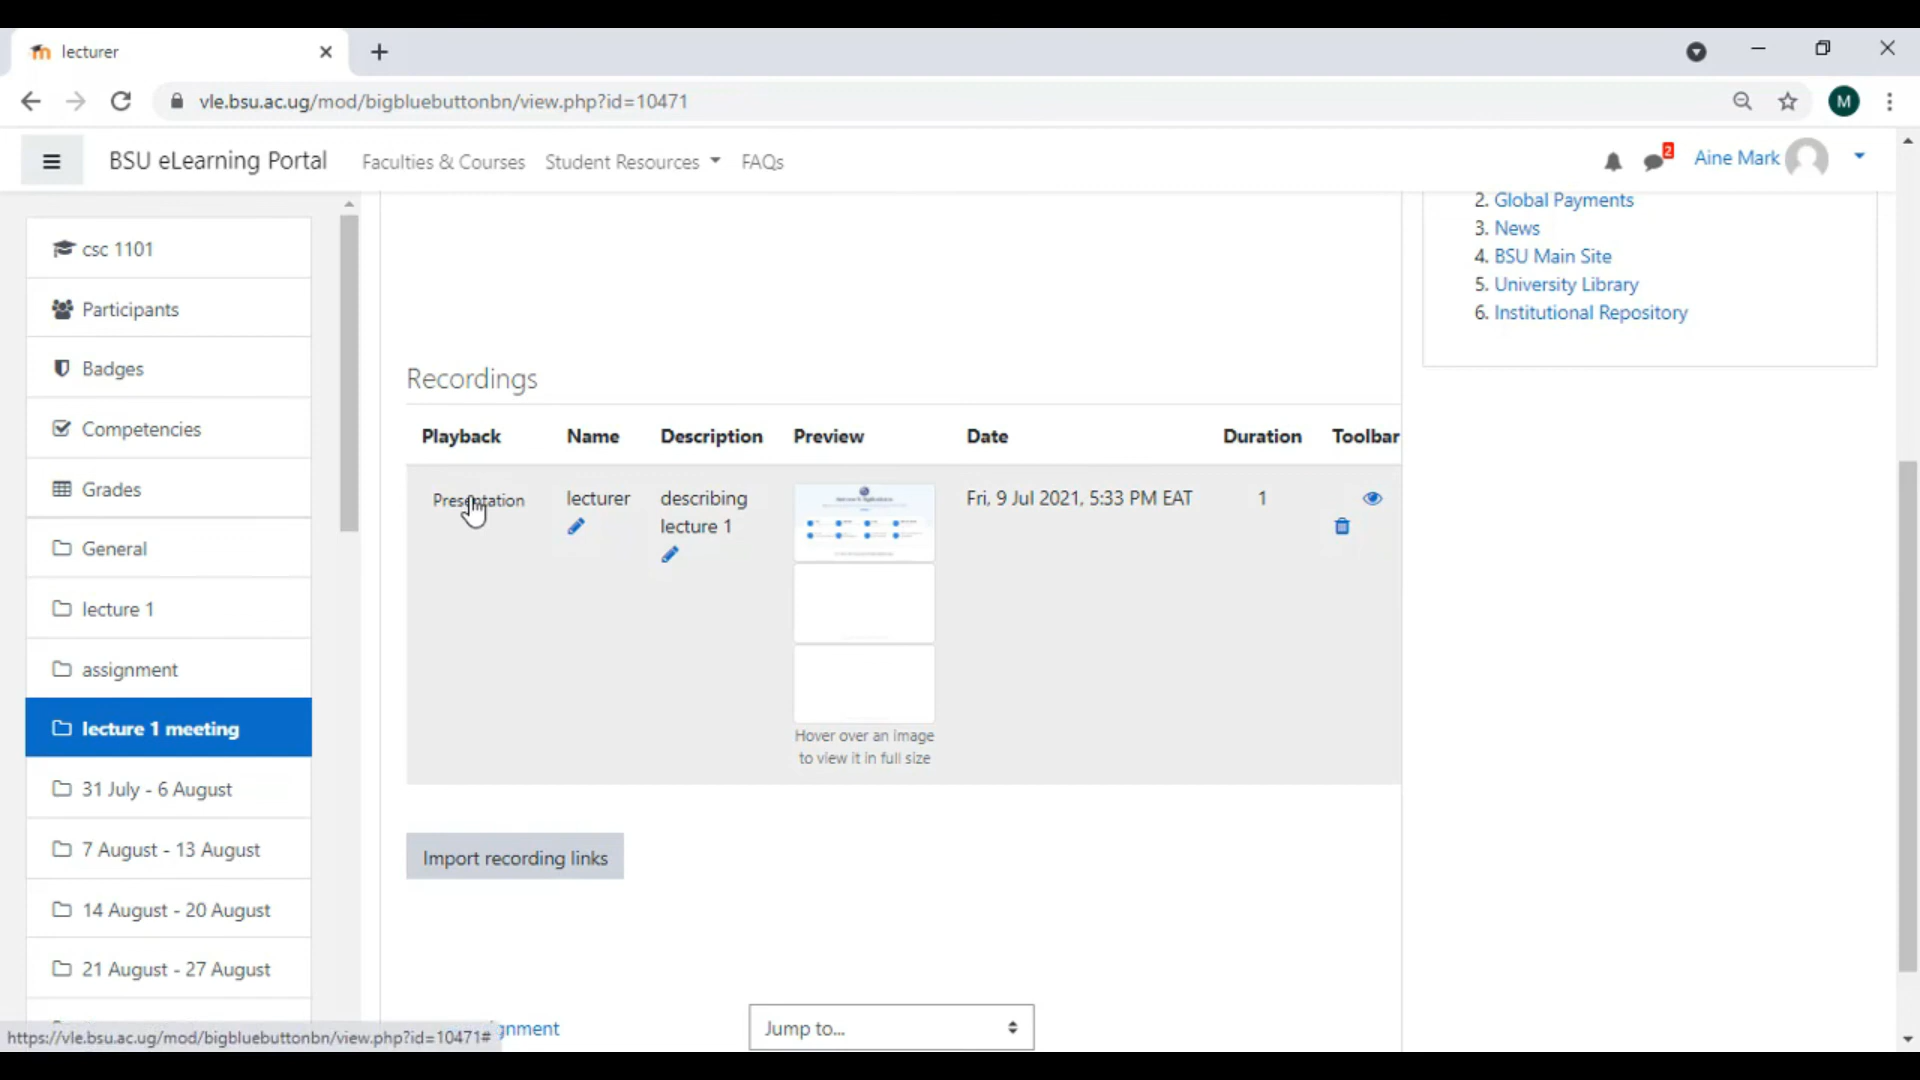 lecturer
vle.bsu.ac.ug/mod/bigbluebuttonbn/view.php?id=10471
M
BSU eLearning Portal
Faculties & Courses
Student Resources
FAQs
2
Aine Mark
csc 1101
Participants
Badges
Competencies
Grades
General
lecture 1
assignment
lecture 1 meeting
31 July - 6 August
7 August - 13 August
14 August - 20 August
21 August - 27 August
Recordings
Playback Name Description Preview Date Duration Toolbar
Presentation
lecturer
describing
lecture 1
Hover over an image
to view it in full size
Fri, 9 Jul 2021, 5:33 PM EAT
1
Import recording links
gnment
Jump to...
2. Global Payments
3. News
4. BSU Main Site
5. University Library
6. Institutional Repository
https://vle.bsu.ac.ug/mod/bigbluebuttonbn/view.php?id=10471#